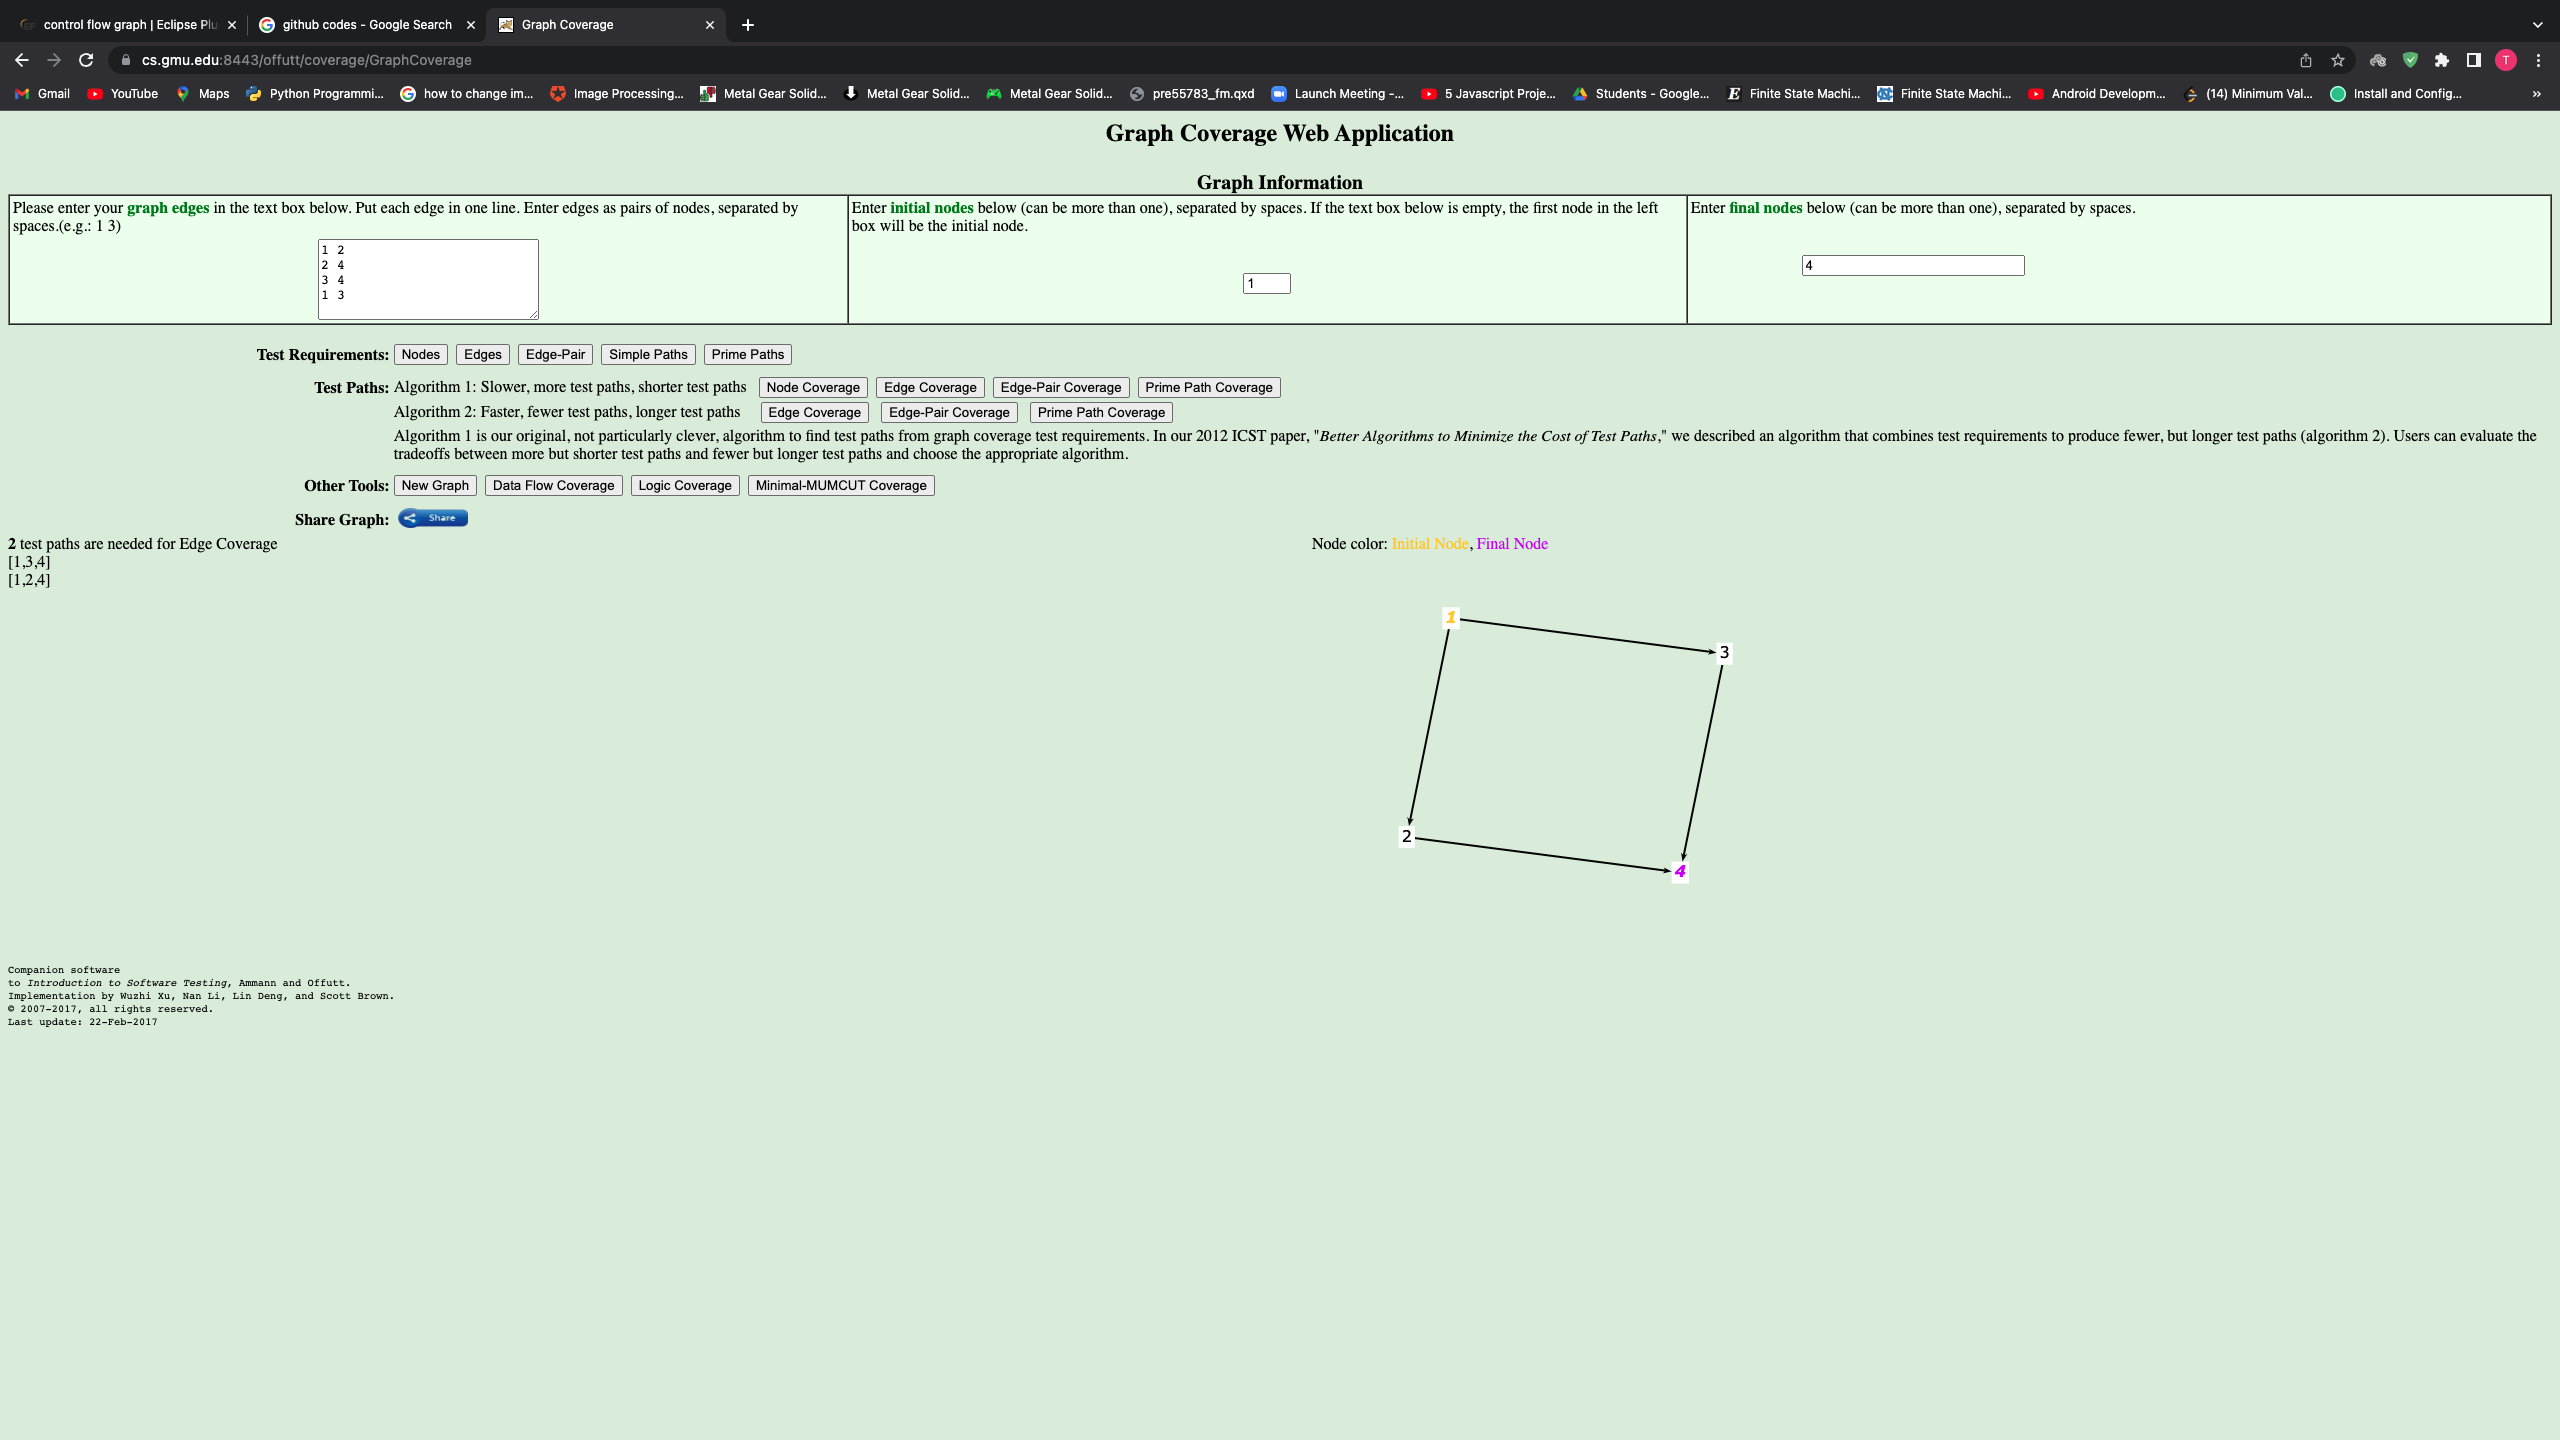 control flow graph | Eclipse Plu
github codes - Google Search
Graph Coverage
cs.gmu.edu:8443/offutt/coverage/GraphCoverage
T
Gmail
YouTube
Maps
Python Programmi...
how to change im...
Image Processing...
Metal Gear Solid...
Metal Gear Solid...
Metal Gear Solid...
pre55783_fm.qxd
Launch Meeting -...
5 Javascript Proje...
Students - Google...
Finite State Machi...
Finite State Machi...
Android Developm...
(14) Minimum Val...
Install and Config...
Graph Coverage Web Application
Graph Information
Please enter your graph edges in the text box below. Put each edge in one line. Enter edges as pairs of nodes, separated by
spaces.(e.g.: 1 3)
1 2
2 4
3 4
1 3
Enter initial nodes below (can be more than one), separated by spaces. If the text box below is empty, the first node in the left
box will be the initial node.
1
Enter final nodes below (can be more than one), separated by spaces.
4
Test Requirements: Nodes Edges Edge-Pair Simple Paths Prime Paths
Test Paths: Algorithm 1: Slower, more test paths, shorter test paths Node Coverage Edge Coverage Edge-Pair Coverage Prime Path Coverage
Algorithm 2: Faster, fewer test paths, longer test paths Edge Coverage Edge-Pair Coverage Prime Path Coverage
Algorithm 1 is our original, not particularly clever, algorithm to find test paths from graph coverage test requirements. In our 2012 ICST paper, "Better Algorithms to Minimize the Cost of Test Paths," we described an algorithm that combines test requirements to produce fewer, but longer test paths (algorithm 2). Users can evaluate the
tradeoffs between more but shorter test paths and fewer but longer test paths and choose the appropriate algorithm.
Other Tools: New Graph Data Flow Coverage Logic Coverage Minimal-MUMCUT Coverage
Share Graph: Share
2 test paths are needed for Edge Coverage
[1,3,4]
[1,2,4]
Node color: Initial Node, Final Node
1
3
2
4
Companion software
to Introduction to Software Testing, Ammann and Offutt.
Implementation by Wuzhi Xu, Nan Li, Lin Deng, and Scott Brown.
© 2007-2017, all rights reserved.
Last update: 22-Feb-2017